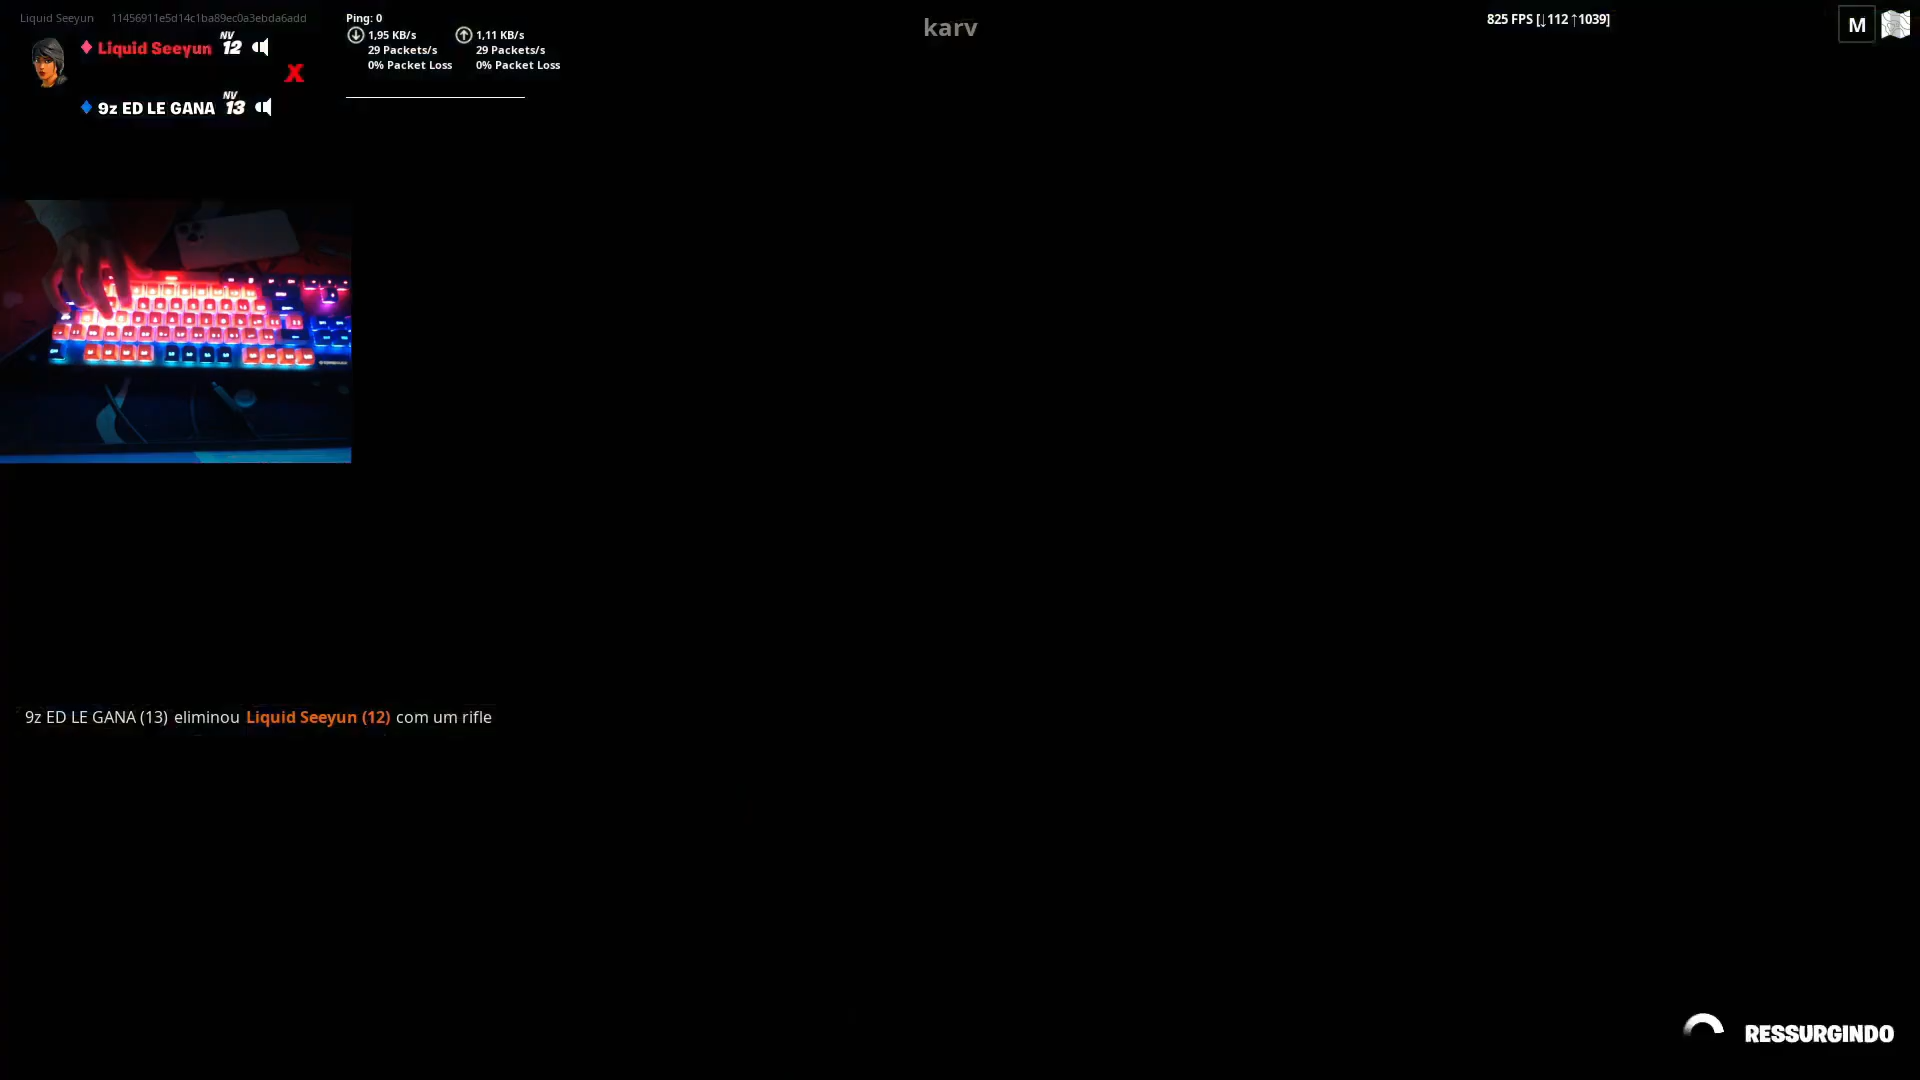 Liquid Seeyun 11456911e5d14c1ba89ec0a3ebda6add
Liquid Seeyun NV 12
X
9z ED LE GANA NV 13
Ping: 0
1,95 KB/s 1,11 KB/s
29 Packets/s 29 Packets/s
0% Packet Loss 0% Packet Loss
karv
825 FPS [↓112 ↑1039]
M
9z ED LE GANA (13) eliminou Liquid Seeyun (12) com um rifle
RESSURGINDO